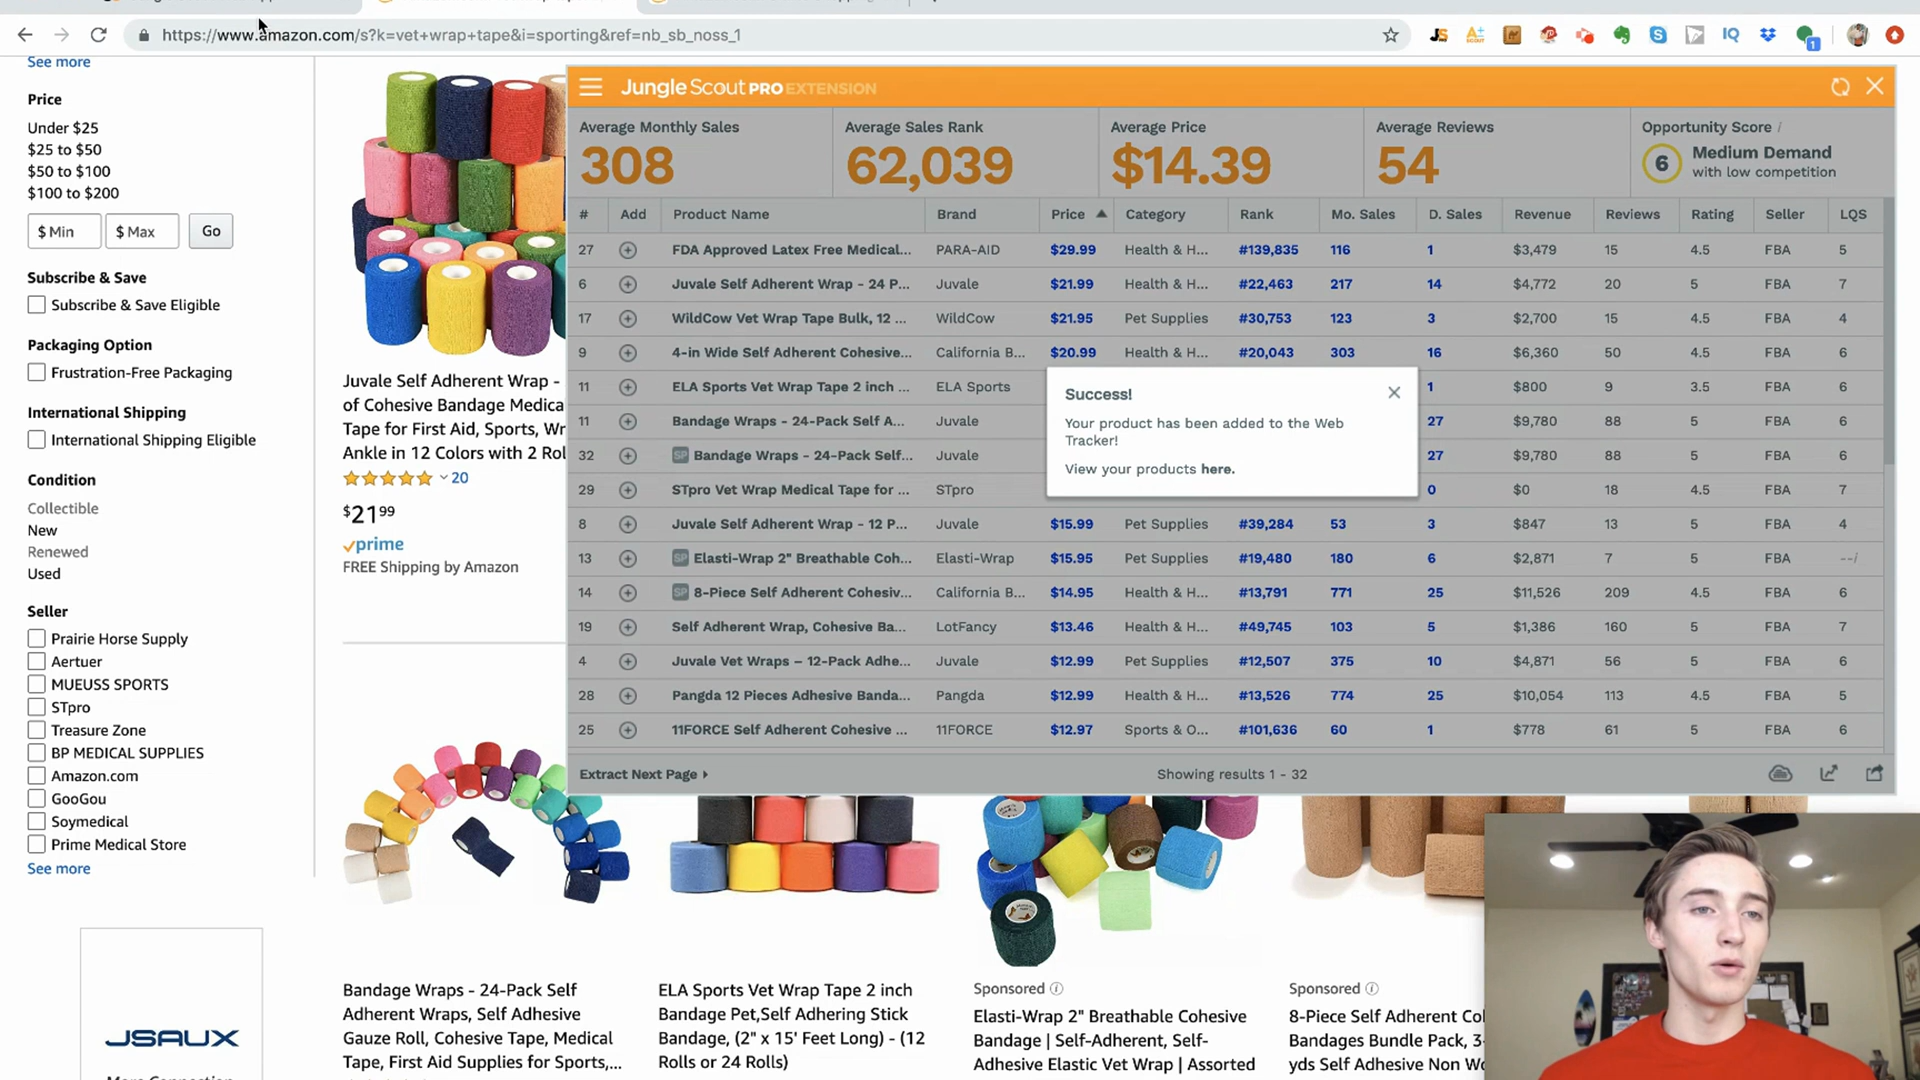 https://www.amazon.com/s?k=vet+wrap+tape&i=sporting&ref=nb_sb_noss_1
See more
Price
Under $25
$25 to $50
$50 to $100
$100 to $200
$ Min
$ Max
Go
Subscribe & Save
Subscribe & Save Eligible
Packaging Option
Frustration-Free Packaging
International Shipping
International Shipping Eligible
Condition
Collectible
New
Renewed
Used
Seller
Prairie Horse Supply
Aertuer
MUEUSS SPORTS
STpro
Treasure Zone
BP MEDICAL SUPPLIES
Amazon.com
GooGou
Soymedical
Prime Medical Store
See more
JSAUX
Juvale Self Adherent Wrap -
of Cohesive Bandage Medica
Tape for First Aid, Sports, Wr
Ankle in 12 Colors with 2 Rol
20
$21 99
prime
FREE Shipping by Amazon
Jungle Scout PRO EXTENSION
Average Monthly Sales
308
Average Sales Rank
62,039
Average Price
$14.39
Average Reviews
54
Opportunity Score /
6 Medium Demand
with low competition
# Add Product Name Brand Price Category Rank Mo. Sales D. Sales Revenue Reviews Rating Seller LQS
27 FDA Approved Latex Free Medical... PARA-AID $29.99 Health & H... #139,835 116 1 $3,479 15 4.5 FBA 5
6 Juvale Self Adherent Wrap - 24 P... Juvale $21.99 Health & H... #22,463 217 14 $4,772 20 5 FBA 7
17 WildCow Vet Wrap Tape Bulk, 12 ... WildCow $21.95 Pet Supplies #30,753 123 3 $2,700 15 4.5 FBA 4
9 4-in Wide Self Adherent Cohesive... California B... $20.99 Health & H... #20,043 303 16 $6,360 50 4.5 FBA 6
11 ELA Sports Vet Wrap Tape 2 inch ... ELA Sports 1 $800 9 3.5 FBA 6
11 Bandage Wraps - 24-Pack Self A... Juvale 27 $9,780 88 5 FBA 6
32 SP Bandage Wraps - 24-Pack Self... Juvale 27 $9,780 88 5 FBA 6
29 STpro Vet Wrap Medical Tape for ... STpro 0 $0 18 4.5 FBA 7
8 Juvale Self Adherent Wrap - 12 P... Juvale $15.99 Pet Supplies #39,284 53 3 $847 13 5 FBA 4
13 SP Elasti-Wrap 2" Breathable Coh... Elasti-Wrap $15.95 Pet Supplies #19,480 180 6 $2,871 7 5 FBA --/
14 SP 8-Piece Self Adherent Cohesiv... California B... $14.95 Health & H... #13,791 771 25 $11,526 209 4.5 FBA 6
19 Self Adherent Wrap, Cohesive Ba... LotFancy $13.46 Health & H... #49,745 103 5 $1,386 160 5 FBA 7
4 Juvale Vet Wraps – 12-Pack Adhe... Juvale $12.99 Pet Supplies #12,507 375 10 $4,871 56 5 FBA 6
28 Pangda 12 Pieces Adhesive Banda... Pangda $12.99 Health & H... #13,526 774 25 $10,054 113 4.5 FBA 5
25 11FORCE Self Adherent Cohesive ... 11FORCE $12.97 Sports & O... #101,636 60 1 $778 61 5 FBA 6
Success!
Your product has been added to the Web
Tracker!
View your products here.
Extract Next Page
Showing results 1 - 32
Bandage Wraps - 24-Pack Self
Adherent Wraps, Self Adhesive
Gauze Roll, Cohesive Tape, Medical
Tape, First Aid Supplies for Sports,...
ELA Sports Vet Wrap Tape 2 inch
Bandage Pet,Self Adhering Stick
Bandage, (2" x 15' Feet Long) - (12
Rolls or 24 Rolls)
Sponsored
Elasti-Wrap 2" Breathable Cohesive
Bandage | Self-Adherent, Self-
Adhesive Elastic Vet Wrap | Assorted
Sponsored
8-Piece Self Adherent Co
Bandages Bundle Pack, 3-
yds Self Adhesive Non Wo